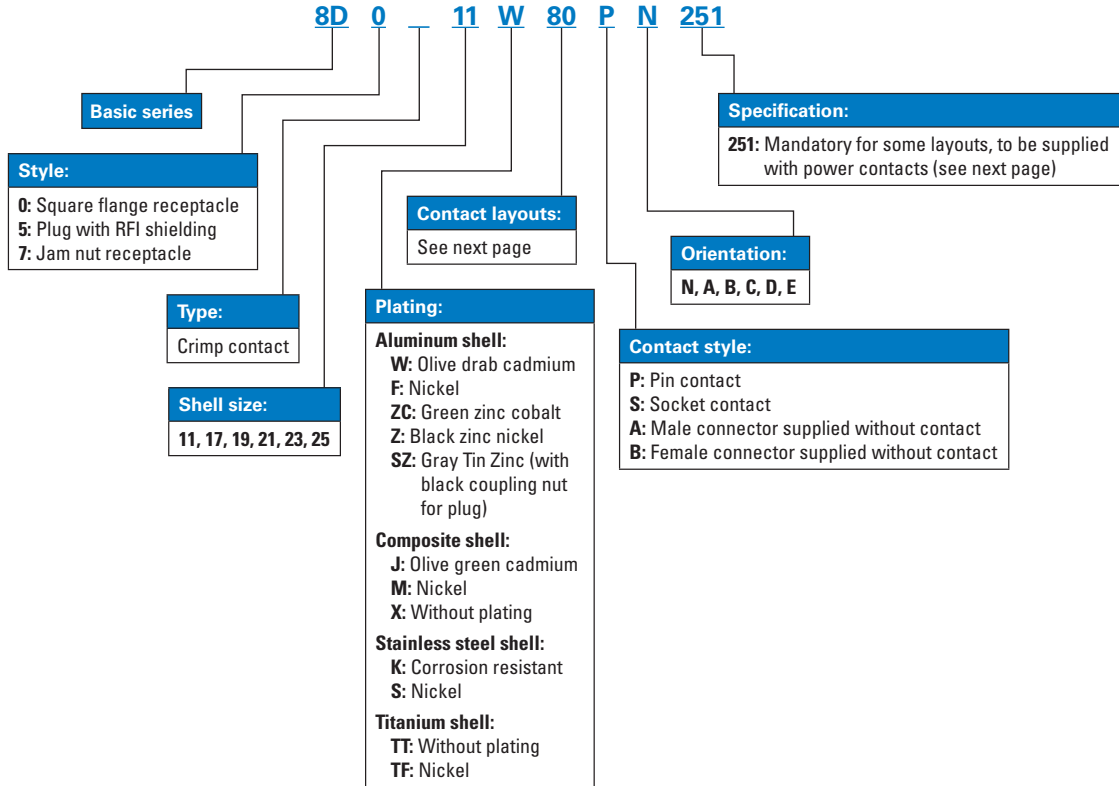 8D 0 _ 11 W 80 P N 251
Basic series
Specification:
251: Mandatory for some layouts, to be supplied
with power contacts (see next page)
Style:
0: Square flange receptacle
5: Plug with RFI shielding
7: Jam nut receptacle
Contact layouts:
See next page
Orientation:
N, A, B, C, D, E
Type:
Crimp contact
Plating:
Aluminum shell:
W: Olive drab cadmium
F: Nickel
ZC: Green zinc cobalt
Z: Black zinc nickel
SZ: Gray Tin Zinc (with
black coupling nut
for plug)
Composite shell:
J: Olive green cadmium
M: Nickel
X: Without plating
Stainless steel shell:
K: Corrosion resistant
S: Nickel
Titanium shell:
TT: Without plating
TF: Nickel
Contact style:
P: Pin contact
S: Socket contact
A: Male connector supplied without contact
B: Female connector supplied without contact
Shell size:
11, 17, 19, 21, 23, 25